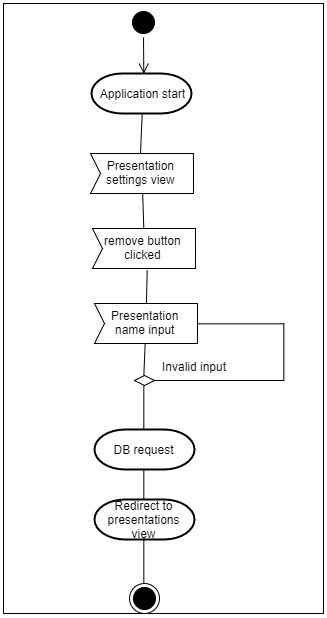 Application start
Presentation
settings view
remove button
clicked
Presentation
name input
Invalid input
DB request
Redirect to
presentations
view